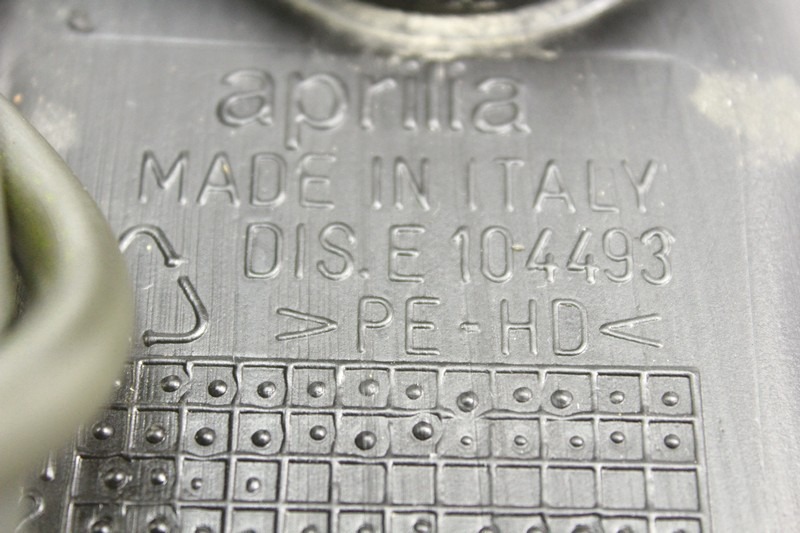 aprilia
MADE IN ITALY
DIS.E 104493
>PE-HD<